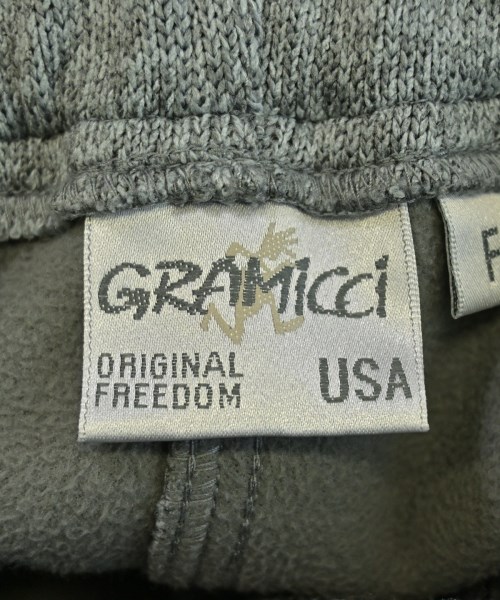 GRAMiCCi
ORIGINAL
FREEDOM
USA
F